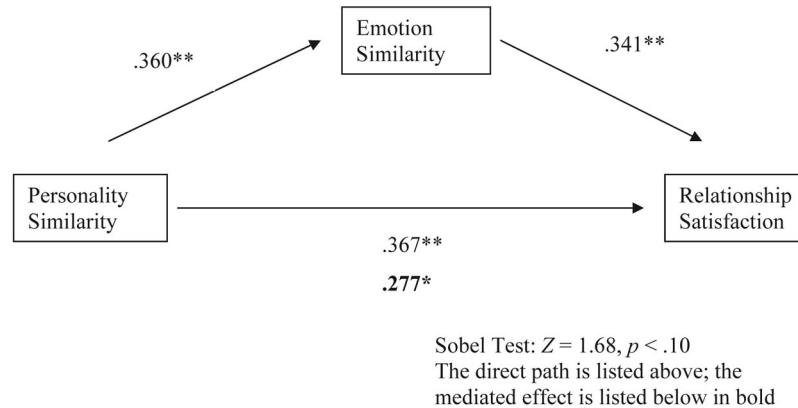 Emotion
Similarity
.360**
.341**
Personality
Similarity
Relationship
Satisfaction
.367**
.277*
Sobel Test: Z = 1.68, p < .10
The direct path is listed above; the
mediated effect is listed below in bold